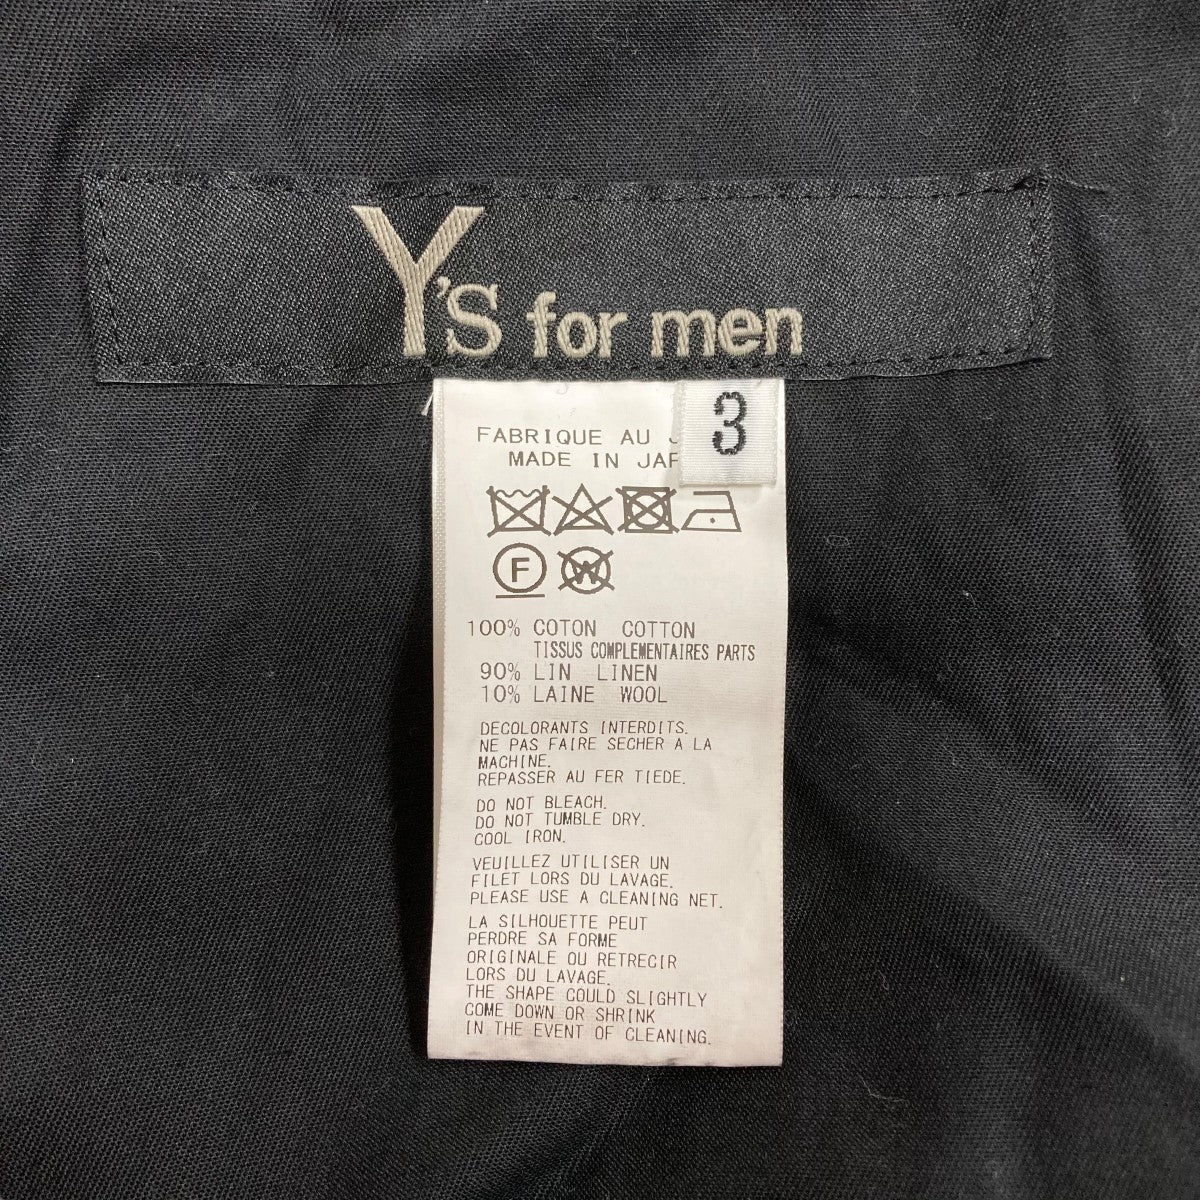 Y's for men
3
FABRIQUE AU
MADE IN
F
W
100% COTON COTTON
TISSUS COMPLEMENTAIRES PARTS
90% LIN LINEN
10% LAINE WOOL
DECOLORANTS INTERDITS.
NE PAS FAIRE SECHER A LA
MACHINE.
REPASSER AU FER TIEDE.
DO NOT BLEACH.
DO NOT TUMBLE DRY.
COOL IRON.
VEUILLEZ UTILISER UN
FILET LORS DU LAVAGE.
PLEASE USE A CLEANING NET.
LA SILHOUETTE PEUT
PERDRE SA FORME
ORIGINALE OU RETRECIR
LORS DU LAVAGE.
THE SHAPE COULD SLIGHTLY
COME DOWN OR SHRINK
IN THE EVENT OF CLEANING.